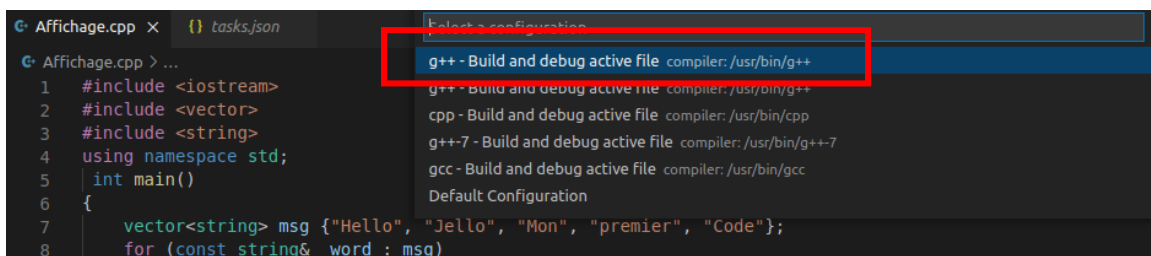 Affichage.cpp × {} tasks.json
Select a configuration
Affichage.cpp > ...
g++ - Build and debug active file compiler: /usr/bin/g++
g++ - Build and debug active file compiler: /usr/bin/g++
cpp - Build and debug active file compiler: /usr/bin/cpp
g++-7 - Build and debug active file compiler: /usr/bin/g++-7
gcc - Build and debug active file compiler: /usr/bin/gcc
Default Configuration
1 #include <iostream>
2 #include <vector>
3 #include <string>
4 using namespace std;
5 int main()
6 {
7 vector<string> msg {"Hello", "Jello", "Mon", "premier", "Code"};
8 for (const string& word : msg)